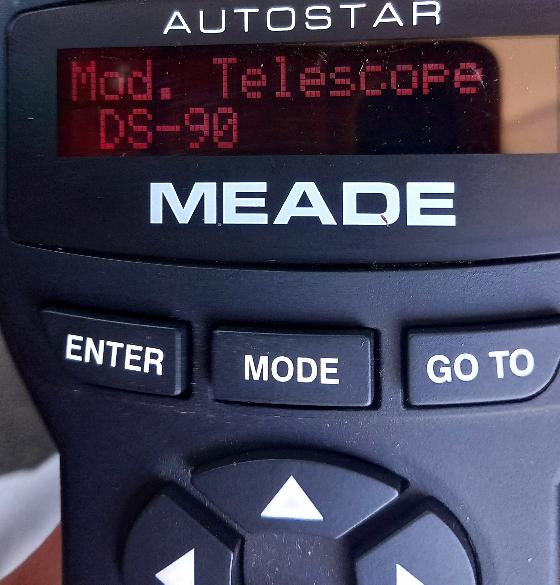 AUTOSTAR
Mod. Telescope
DS-90
MEADE
ENTER MODE GO TO